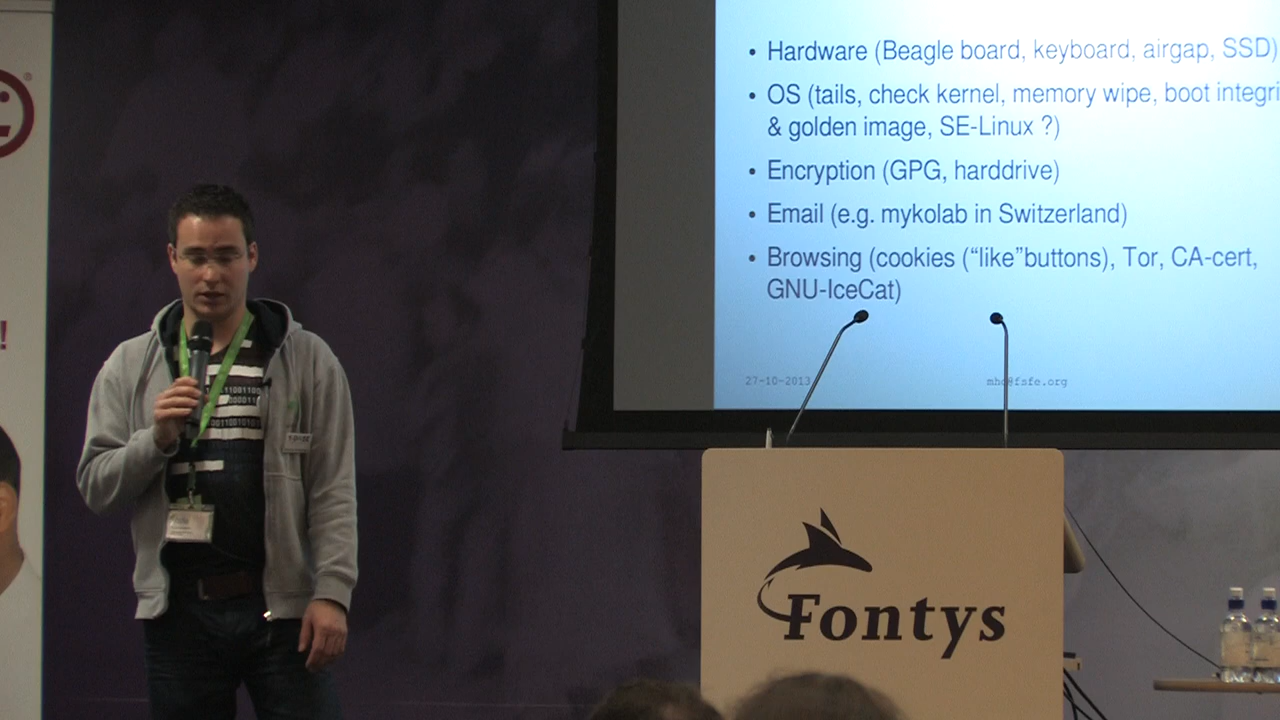 • Hardware (Beagle board, keyboard, airgap, SSD)
• OS (tails, check kernel, memory wipe, boot integri
& golden image, SE-Linux ?)
• Encryption (GPG, harddrive)
• Email (e.g. mykolab in Switzerland)
• Browsing (cookies (“like”buttons), Tor, CA-cert,
GNU-IceCat)
27-10-2013
@fsfe.org
Fontys
!